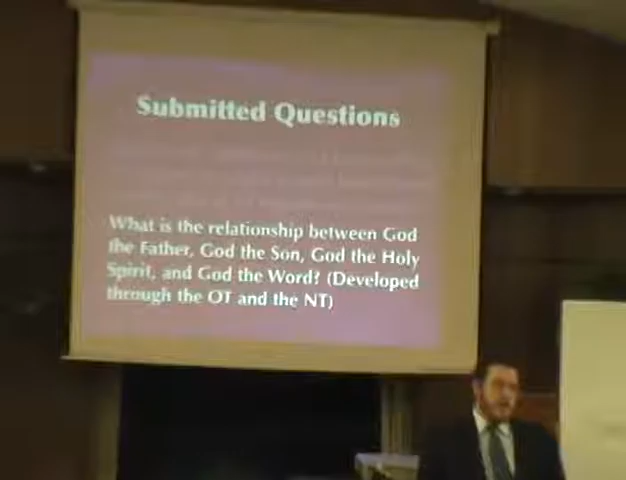 Submitted Questions
What is the relationship between God
the Father, God the Son, God the Holy
Spirit, and God the Word? (Developed
through the OT and the NT)